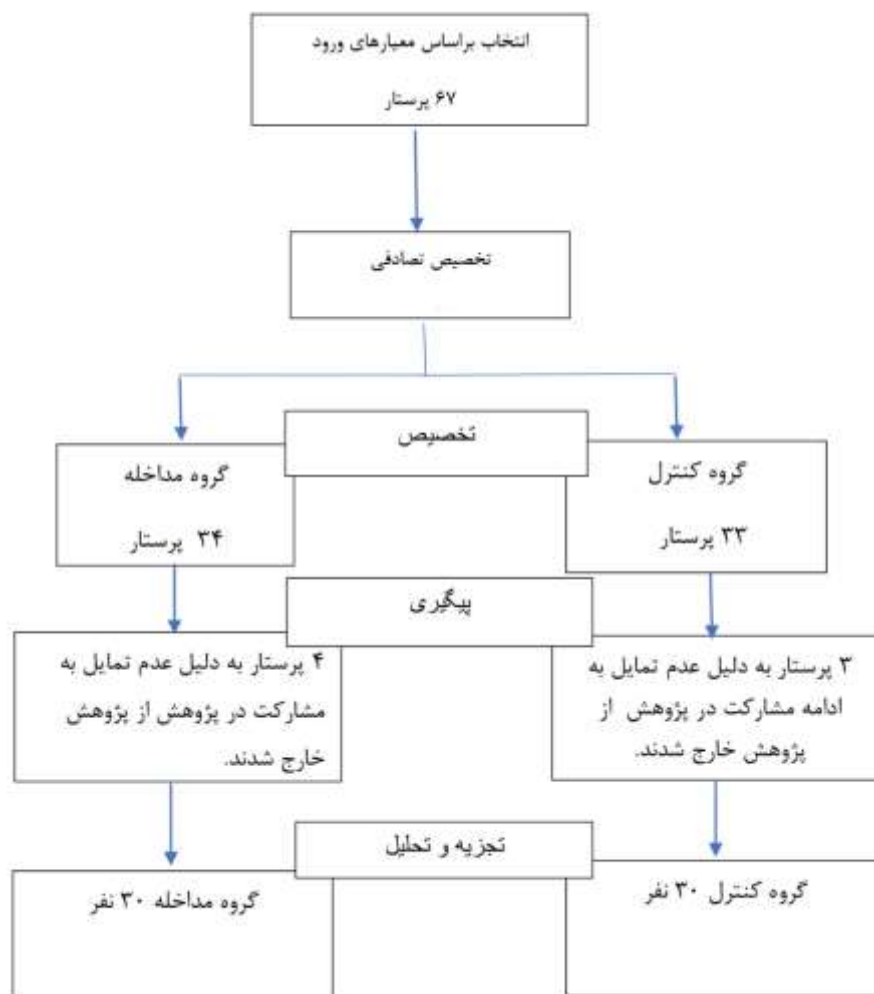 انتخاب براساس معیارهای ورود
۶۷ پرستار
تخصیص تصادفی
تخصیص
گروه کنترل
۳۳ پرستار
گروه مداخله
۳۴ پرستار
پیگیری
۳ پرستار به دلیل عدم تمایل به
ادامه مشارکت در پژوهش از
پژوهش خارج شدند.
۴ پرستار به دلیل عدم تمایل به
مشارکت در پژوهش از پژوهش
خارج شدند.
تجزیه و تحلیل
گروه کنترل ۳۰ نفر
گروه مداخله ۳۰ نفر